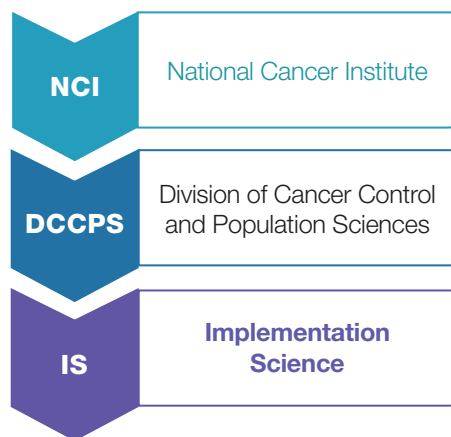 NCI
National Cancer Institute
DCCPS
Division of Cancer Control
and Population Sciences
IS
Implementation
Science